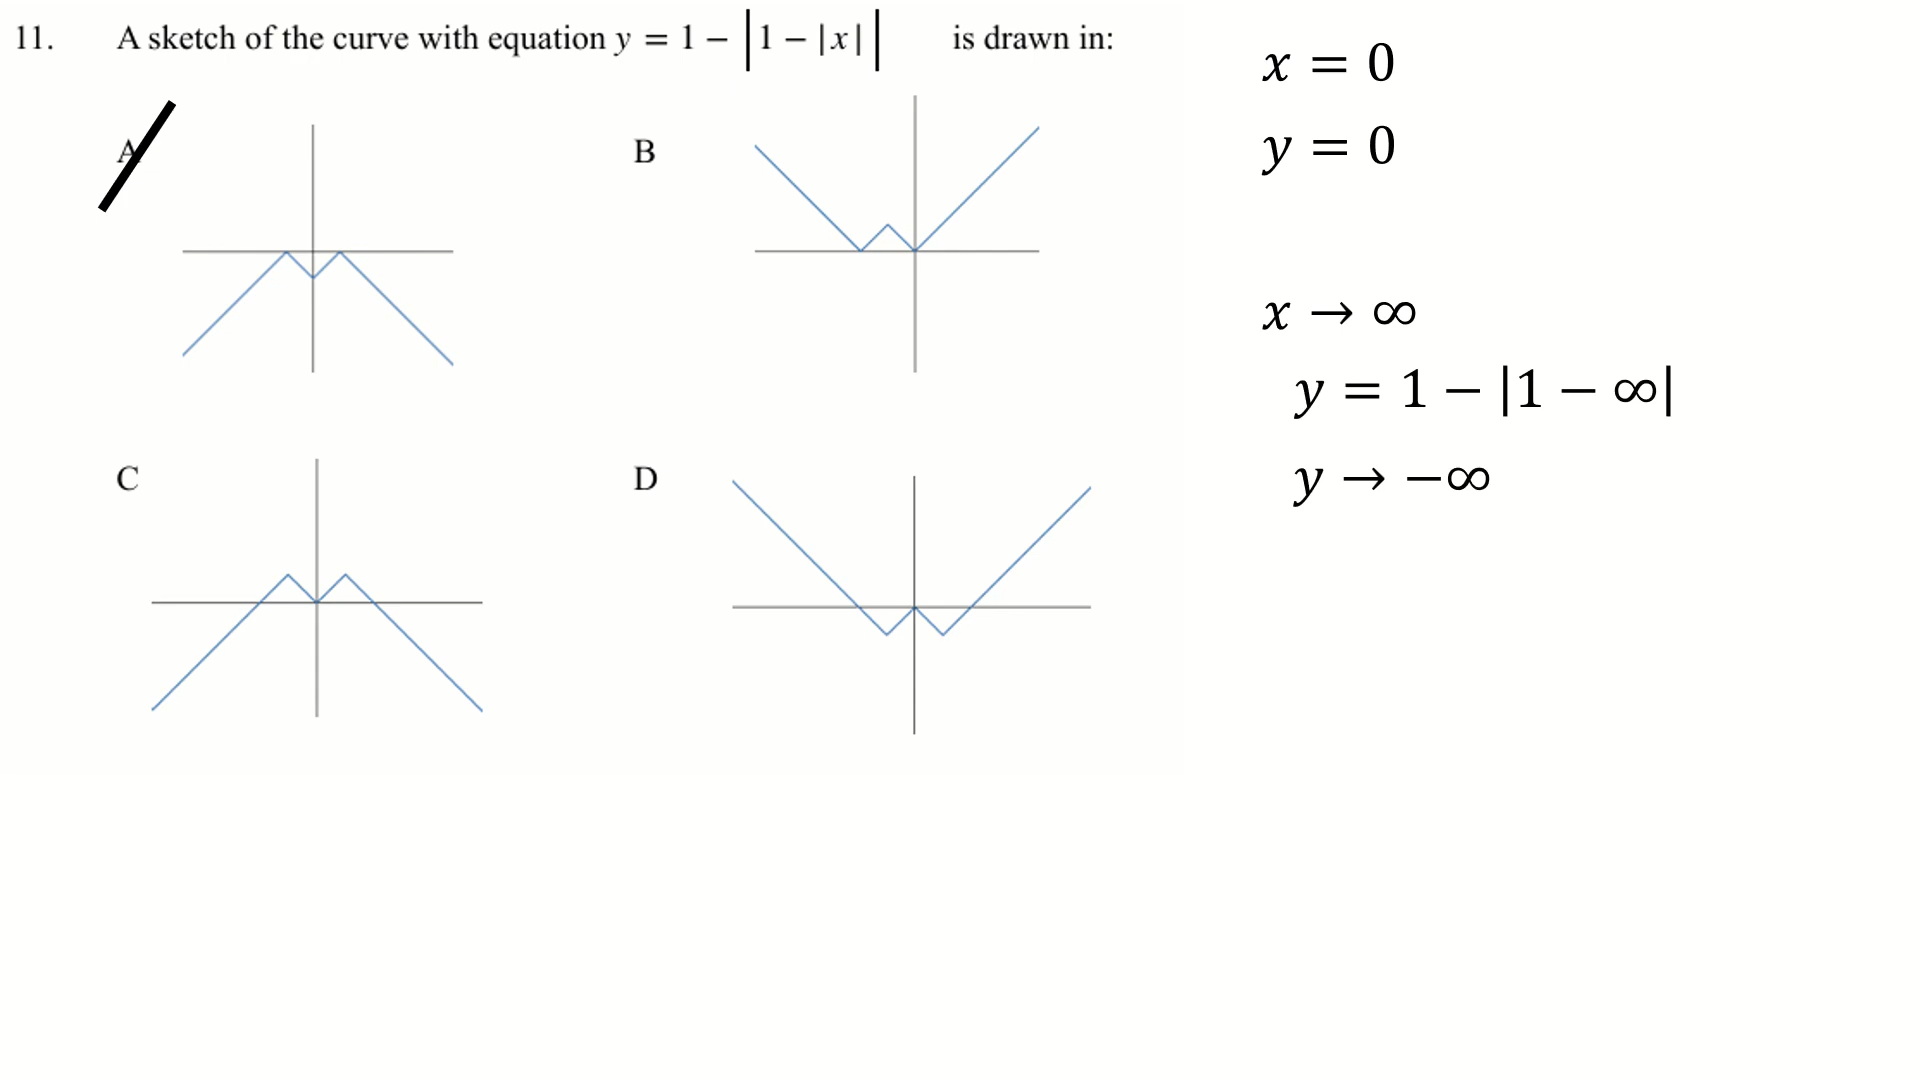 11. A sketch of the curve with equation y = 1 − |1 − |x|| is drawn in:
A
B
C
D
x = 0
y = 0
x → ∞
y = 1 − |1 − ∞|
y → −∞